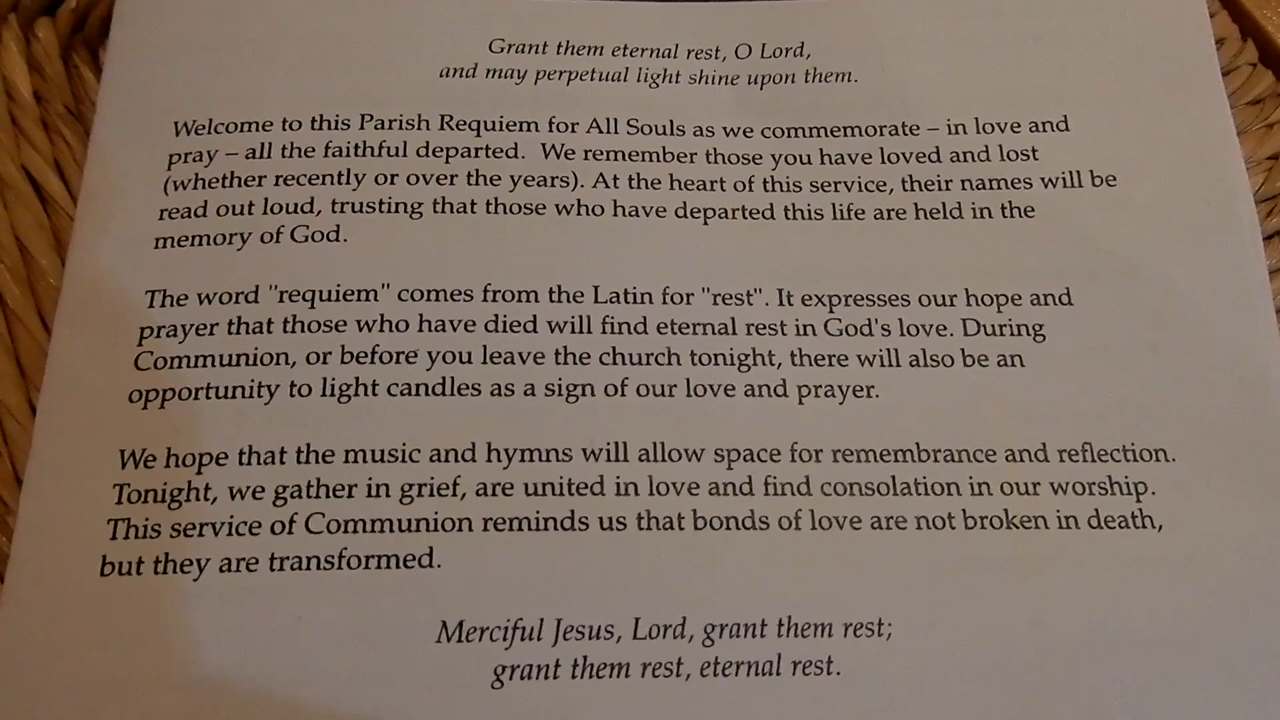 Grant them eternal rest, O Lord,
and may perpetual light shine upon them.
Welcome to this Parish Requiem for All Souls as we commemorate – in love and
pray – all the faithful departed. We remember those you have loved and lost
(whether recently or over the years). At the heart of this service, their names will be
read out loud, trusting that those who have departed this life are held in the
memory of God.
The word "requiem" comes from the Latin for "rest". It expresses our hope and
prayer that those who have died will find eternal rest in God's love. During
Communion, or before you leave the church tonight, there will also be an
opportunity to light candles as a sign of our love and prayer.
We hope that the music and hymns will allow space for remembrance and reflection.
Tonight, we gather in grief, are united in love and find consolation in our worship.
This service of Communion reminds us that bonds of love are not broken in death,
but they are transformed.
Merciful Jesus, Lord, grant them rest;
grant them rest, eternal rest.